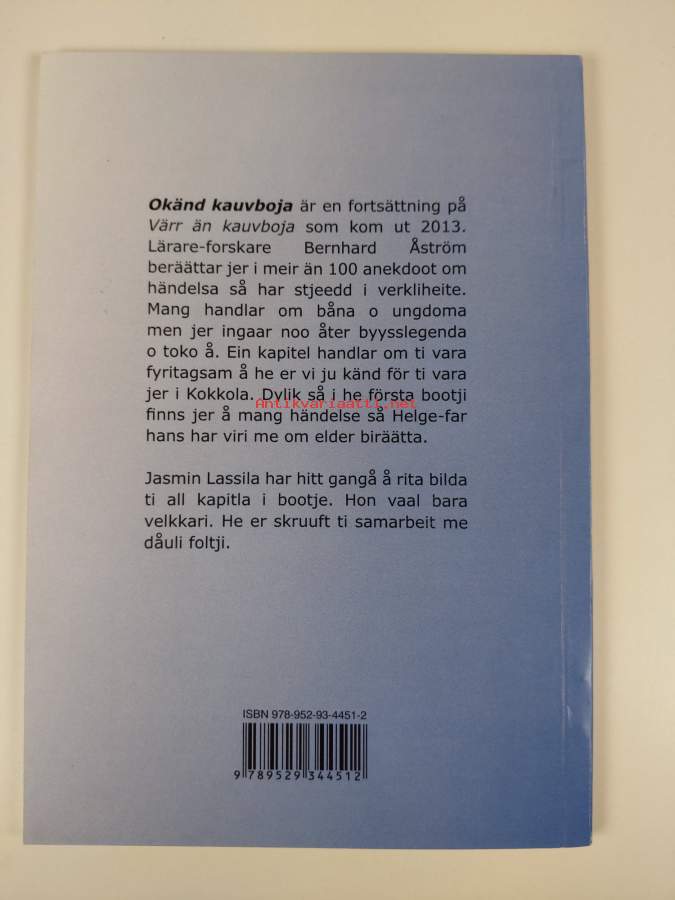 Okänd kauvboja är en fortsättning på
Värr än kauvboja som kom ut 2013.
Lärare-forskare Bernhard Åström
beräättar jer i meir än 100 anekdoot om
händelsa så har stjeedd i verkliheite.
Mang handlar om båna o ungdoma
men jer ingaar noo åter byysslegenda
o toko å. Ein kapitel handlar om ti vara
fyritagsam å he er vi ju känd för ti vara
jer i Kokkola. Dylik så i he första bootji
Antikvariaatti.net
finns jer å mang händelse så Helge-far
hans har viri me om elder biräätta.
Jasmin Lassila har hitt gangå å rita bilda
ti all kapitla i bootje. Hon vaal bara
velkkari. He er skruuft ti samarbeit me
dåuli foltji.
ISBN 978-952-93-4451-2
9 789529 344512